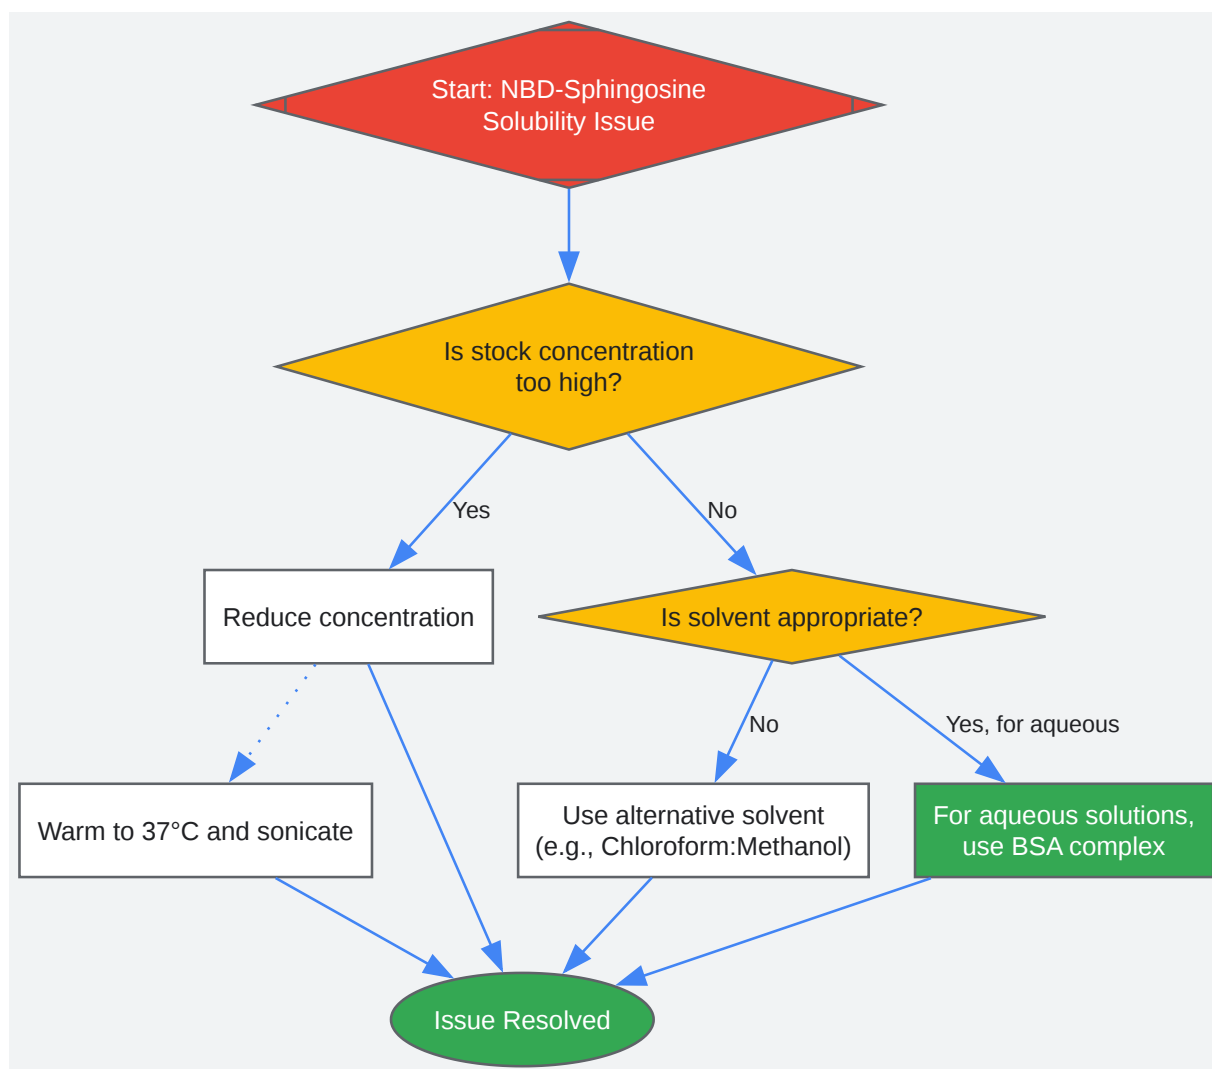 Start: NBD-Sphingosine
Solubility Issue
Is stock concentration
too high?
Yes
No
Reduce concentration
Is solvent appropriate?
No
Yes, for aqueous
Warm to 37°C and sonicate
Use alternative solvent
(e.g., Chloroform:Methanol)
For aqueous solutions,
use BSA complex
Issue Resolved